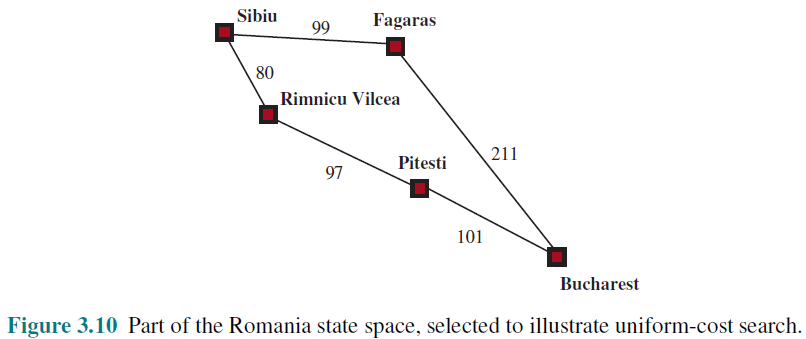 Sibiu
99
Fagaras
80
Rimnicu Vilcea
97
Pitesti
211
101
Bucharest
Figure 3.10 Part of the Romania state space, selected to illustrate uniform-cost search.